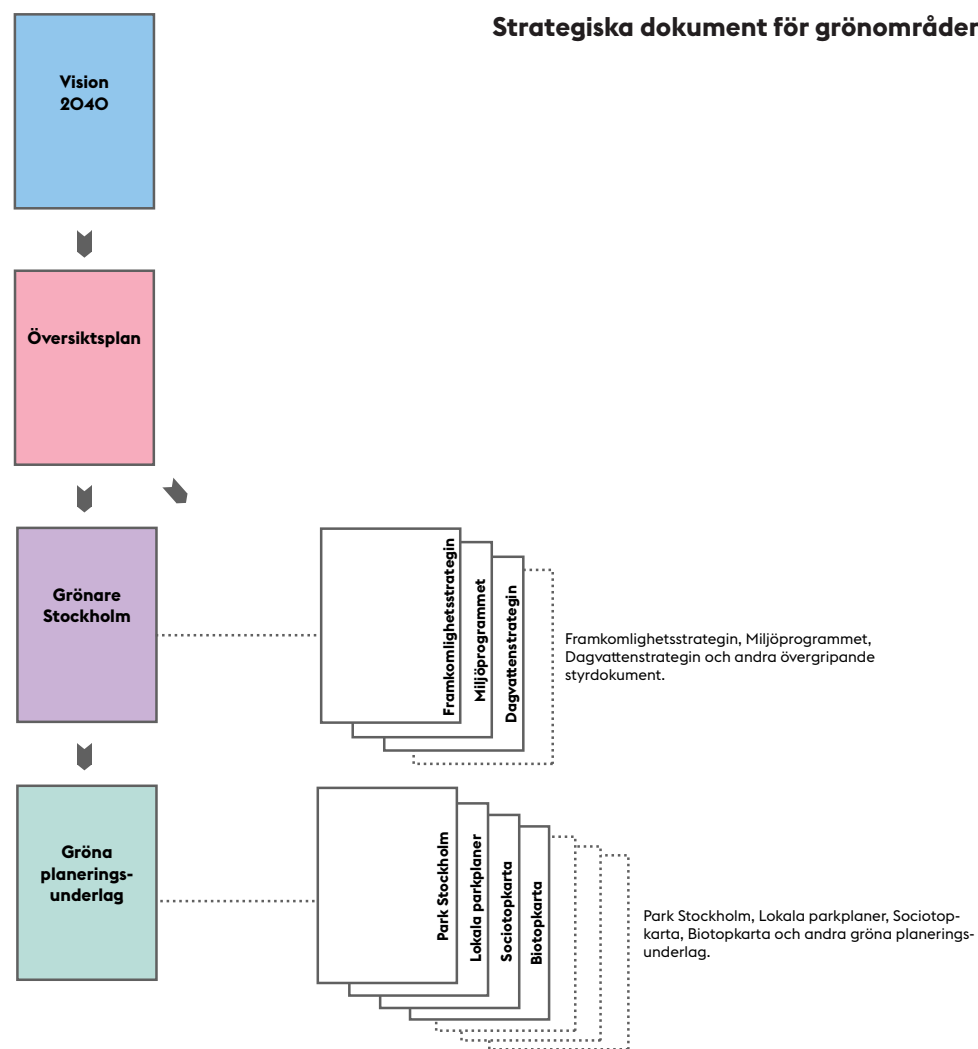 Strategiska dokument för grönområden
Vision
2040
Översiktsplan
Grönare
Stockholm
Framkomlighetsstrategin
Miljöprogrammet
Dagvattenstrategin
Framkomlighetsstrategin, Miljöprogrammet,
Dagvattenstrategin och andra övergripande
styrdokument.
Gröna
planerings-
underlag
Park Stockholm
Lokala parkplaner
Sociotopkarta
Biotopkarta
Park Stockholm, Lokala parkplaner, Sociotop-
karta, Biotopkarta och andra gröna planerings-
underlag.